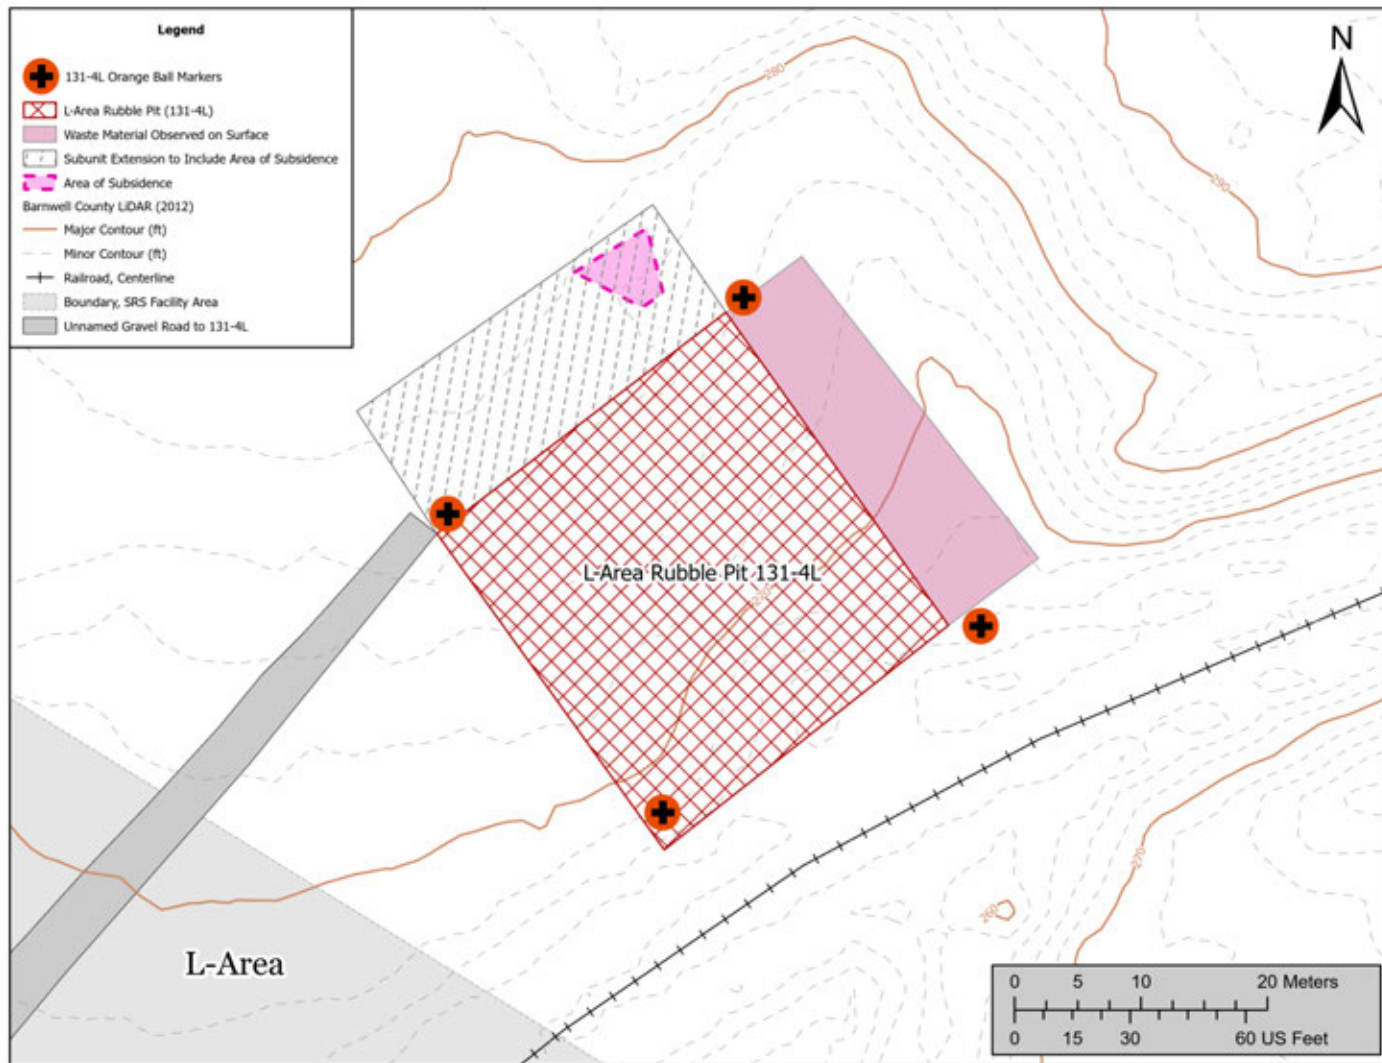 Legend
131-4L Orange Ball Markers
L-Area Rubble Pit (131-4L)
Waste Material Observed on Surface
Subunit Extension to Include Area of Subsidence
Area of Subsidence
Barnwell County LiDAR (2012)
Major Contour (ft)
Minor Contour (ft)
Railroad, Centerline
Boundary, SRS Facility Area
Unnamed Gravel Road to 131-4L
N
280
290
L-Area Rubble Pit 131-4L
270
260
L-Area
0 5 10 20 Meters
0 15 30 60 US Feet